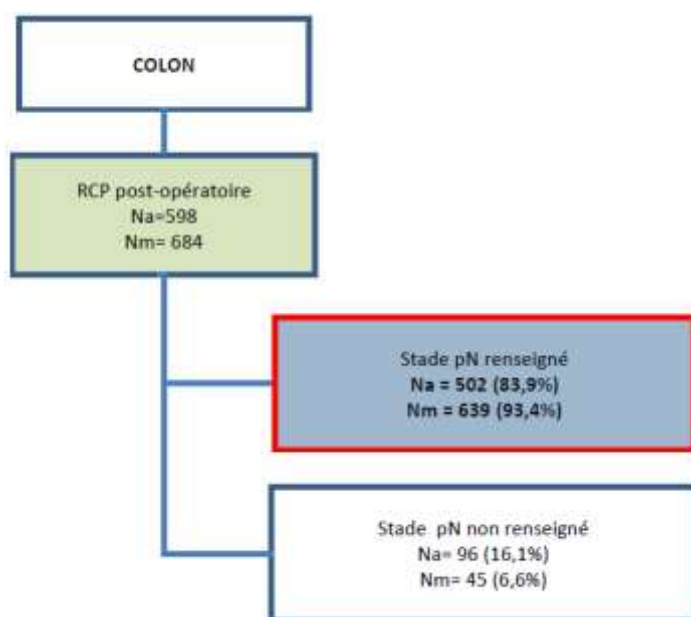 COLON
RCP post-opératoire
Na=598
Nm= 684
Stade pN renseigné
Na = 502 (83,9%)
Nm = 639 (93,4%)
Stade pN non renseigné
Na= 96 (16,1%)
Nm= 45 (6,6%)